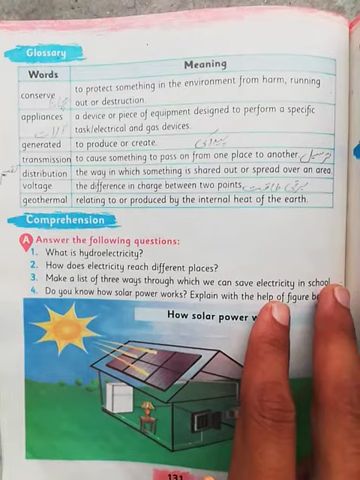 Glossary
Words Meaning
conserve to protect something in the environment from harm, running
out or destruction.
appliances a device or piece of equipment designed to perform a specific
task/electrical and gas devices.
generated to produce or create.
transmission to cause something to pass on from one place to another
distribution the way in which something is shared out or spread over an area.
voltage the difference in charge between two points.
geothermal relating to or produced by the internal heat of the earth.
Comprehension
A Answer the following questions:
1. What is hydroelectricity?
2. How does electricity reach different places?
3. Make a list of three ways through which we can save electricity in school.
4. Do you know how solar power works? Explain with the help of figure
How solar power
131